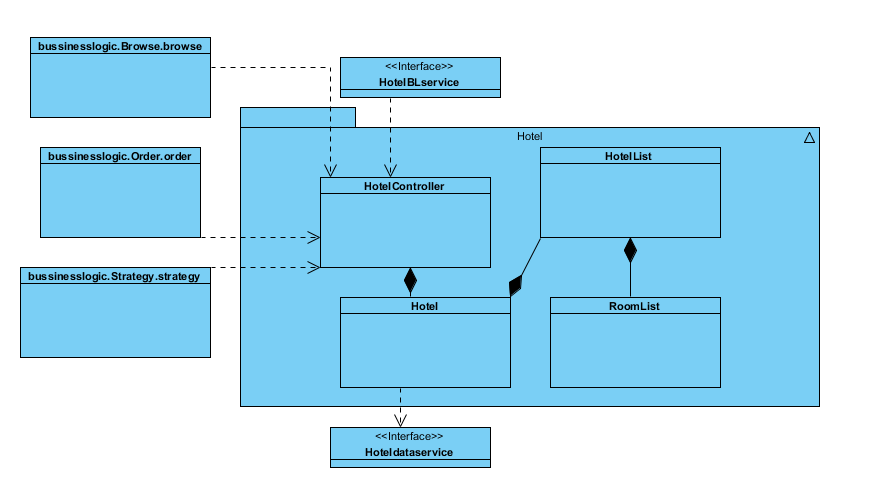 bussinesslogic.Browse.browse
<<Interface>>
HotelBLservice
Hotel
bussinesslogic.Order.order
HotelList
HotelController
bussinesslogic.Strategy.strategy
Hotel
RoomList
<<Interface>>
Hoteldataservice